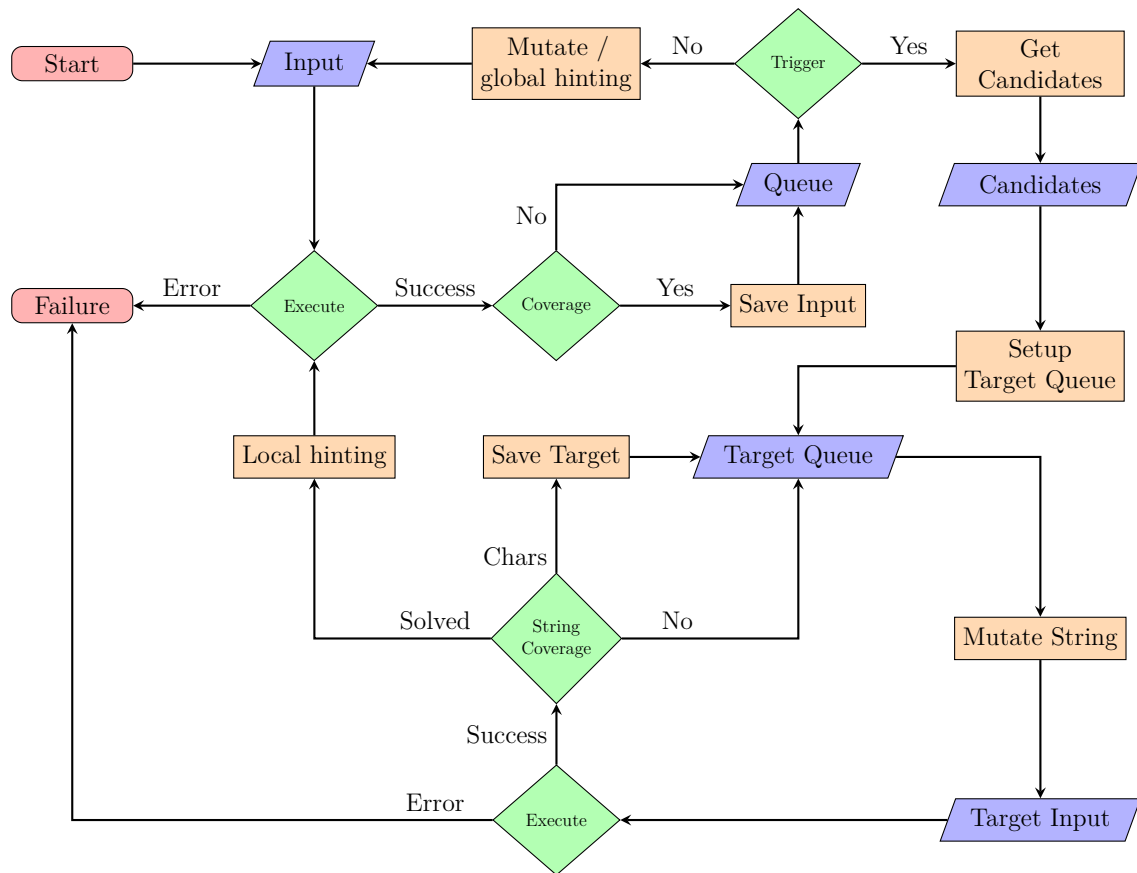 Start
Input
Mutate /
global hinting
No
Trigger
Yes
Get
Candidates
Queue
Candidates
No
Failure
Error
Execute
Success
Coverage
Yes
Save Input
Setup
Target Queue
Local hinting
Save Target
Target Queue
Chars
Solved
String
Coverage
No
Mutate String
Success
Error
Execute
Target Input